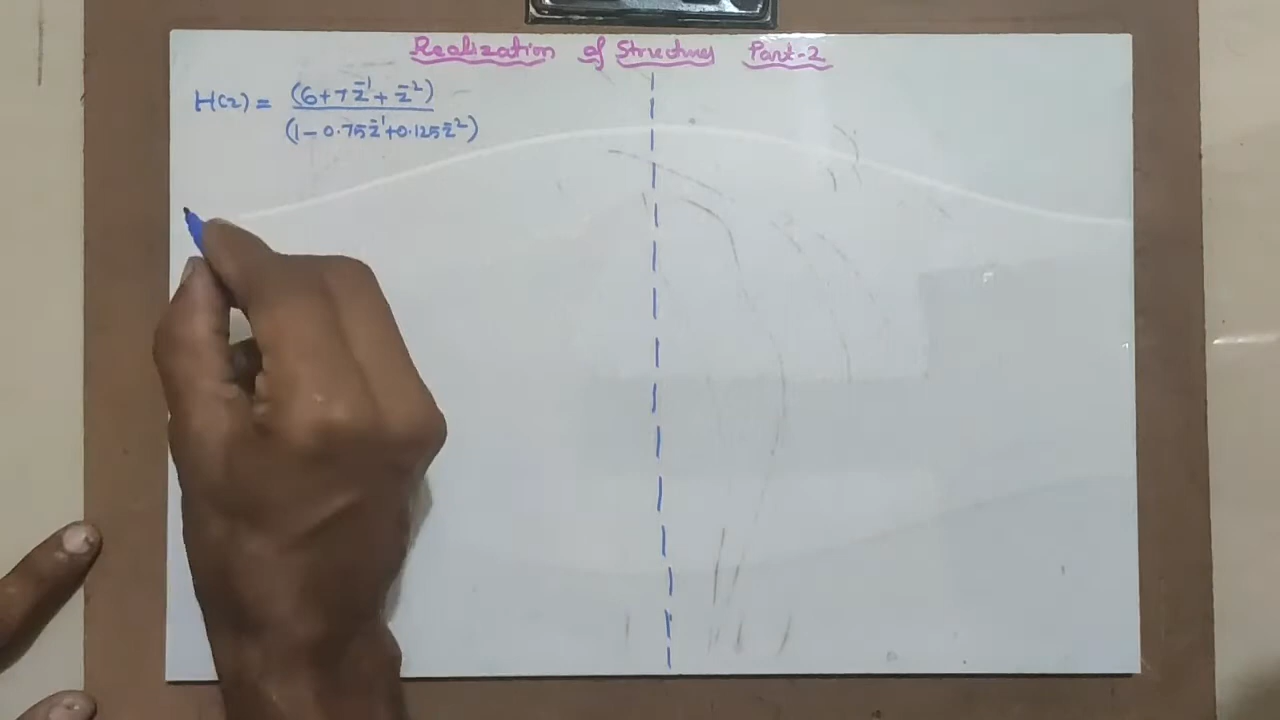 Realization of Structures Part-2
H(z) = (6+7z⁻¹+z⁻²)
(1-0.75z⁻¹+0.125z⁻²)